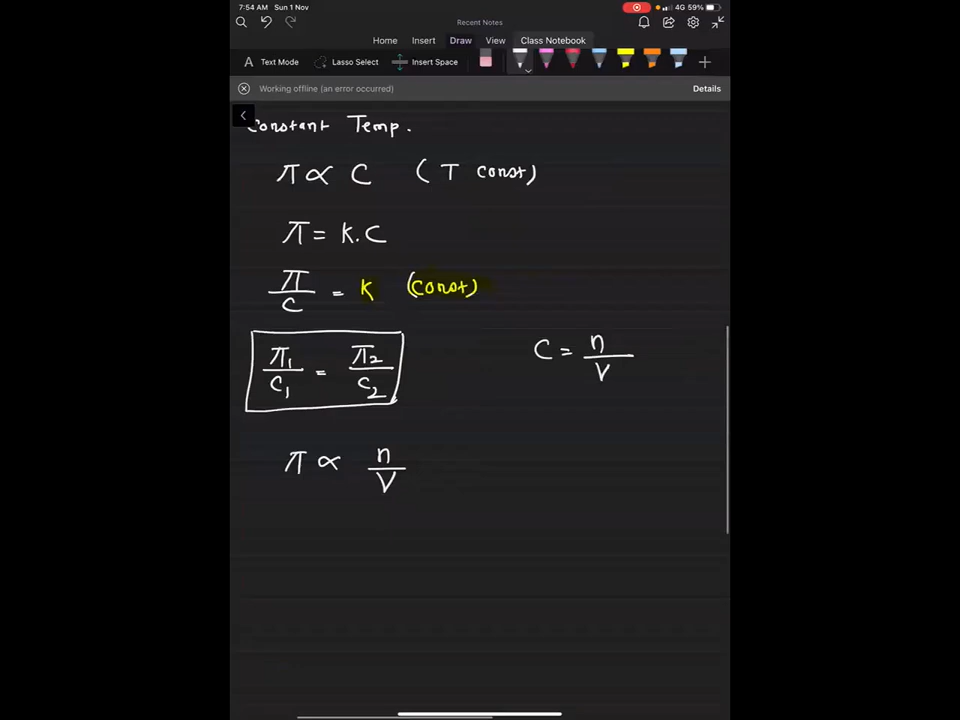 7:54 AM Sun 1 Nov
4G 59%
Recent Notes
Home Insert Draw View Class Notebook
Text Mode Lasso Select Insert Space
Working offline (an error occurred) Details
Constant Temp.
π ∝ C (T const)
π = K.C
π/C = K (const)
π₁/C₁ = π₂/C₂
C = n/V
π ∝ n/V